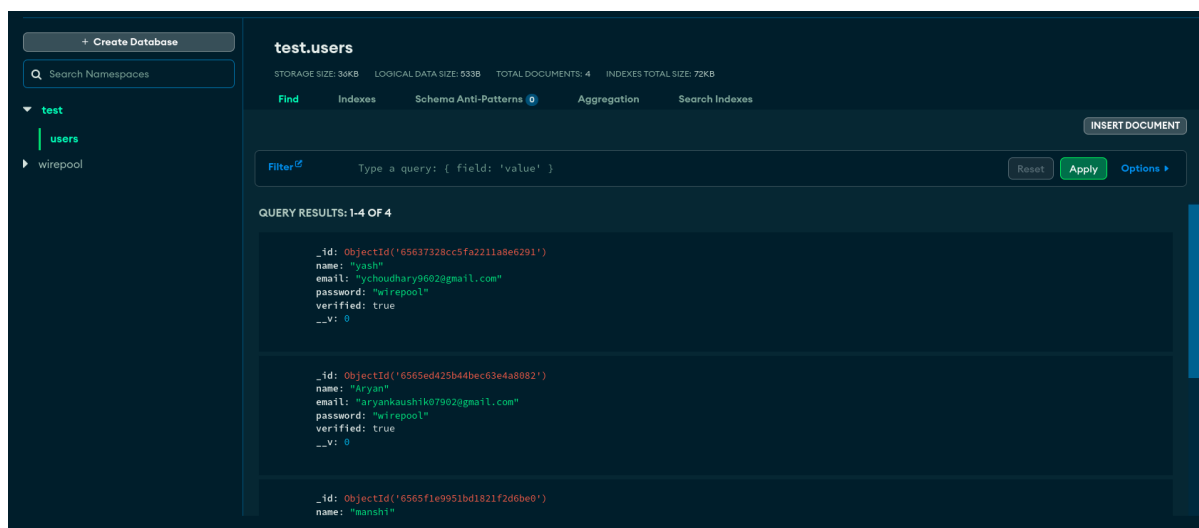 + Create Database
Search Namespaces
test
users
wirepool
test.users
STORAGE SIZE: 36KB LOGICAL DATA SIZE: 533B TOTAL DOCUMENTS: 4 INDEXES TOTAL SIZE: 72KB
Find Indexes Schema Anti-Patterns 0 Aggregation Search Indexes
INSERT DOCUMENT
Filter Type a query: { field: 'value' } Reset Apply Options
QUERY RESULTS: 1-4 OF 4
_id: ObjectId('65637328cc5fa2211a8e6291')
name: "yash"
email: "ychoudhary9602@gmail.com"
password: "wirepool"
verified: true
__v: 0
_id: ObjectId('6565ed425b44bec63e4a8082')
name: "Aryan"
email: "aryankaushik07902@gmail.com"
password: "wirepool"
verified: true
__v: 0
_id: ObjectId('6565f1e9951bd1821f2d6be0')
name: "manshi"